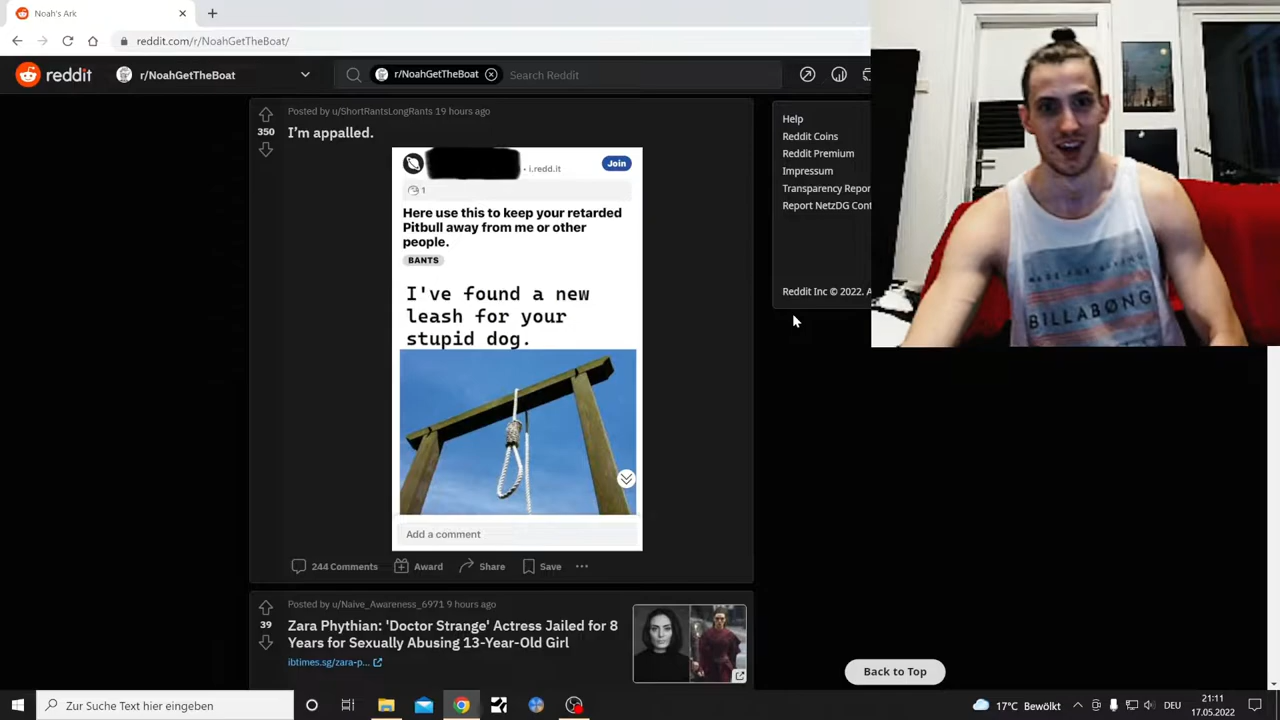 Noah's Ark
reddit.com/r/NoahGetTheBoat/
reddit
r/NoahGetTheBoat
r/NoahGetTheBoat
Search Reddit
Posted by u/ShortRantsLongRants 19 hours ago
350
I'm appalled.
i.redd.it
Join
1
Here use this to keep your retarded
Pitbull away from me or other
people.
BANTS
I've found a new
leash for your
stupid dog.
Add a comment
244 Comments
Award
Share
Save
Help
Reddit Coins
Reddit Premium
Impressum
Transparency Repor
Report NetzDG Con
Reddit Inc © 2022. A
BILLABONG
Posted by u/Naive_Awareness_6971 9 hours ago
39
Zara Phythian: 'Doctor Strange' Actress Jailed for 8
Years for Sexually Abusing 13-Year-Old Girl
ibtimes.sg/zara-p...
Back to Top
Zur Suche Text hier eingeben
17°C Bewölkt
DEU
21:11
17.05.2022